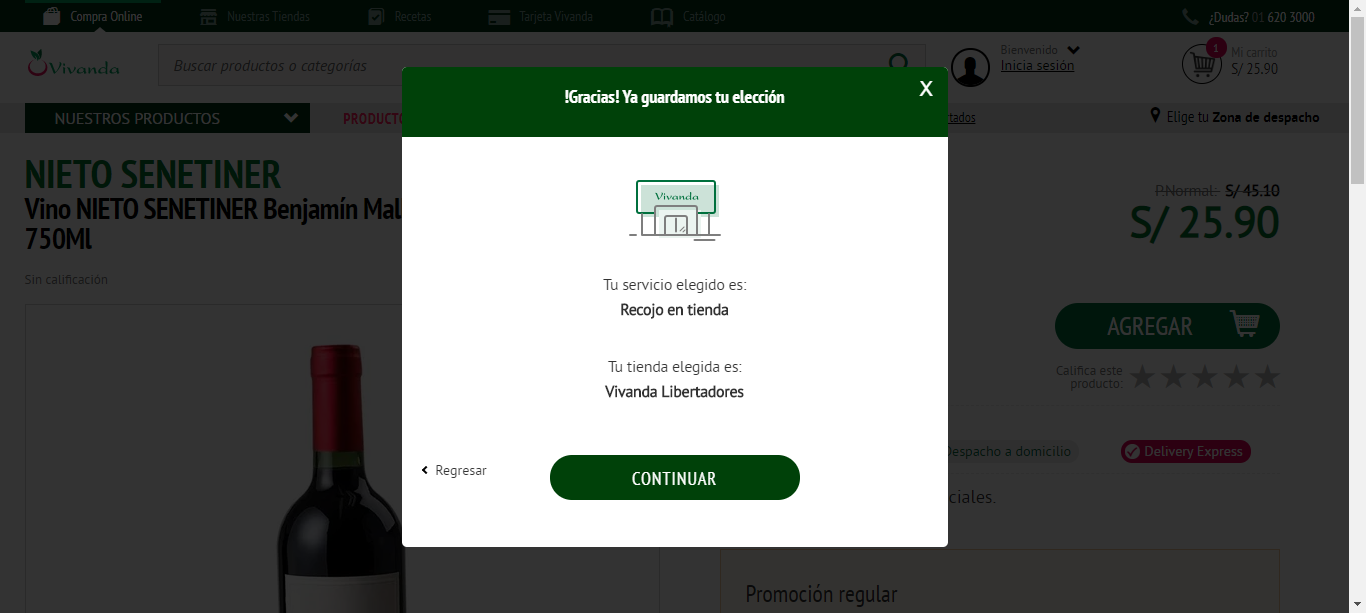 Compra Online
Nuestras Tiendas
Recetas
Tarjeta Vivanda
Catálogo
¿Dudas? 01 620 3000
Vivanda
Buscar productos o categorías
Bienvenido
Inicia sesión
1
Mi carrito
S/ 25.90
NUESTROS PRODUCTOS
Elige tu Zona de despacho
!Gracias! Ya guardamos tu elección
X
NIETO SENETINER
Vino NIETO SENETINER Benjamín Mal
750Ml
Sin calificación
P.Normal: S/ 45.10
S/ 25.90
Vivanda
Tu servicio elegido es:
Recojo en tienda
Tu tienda elegida es:
Vivanda Libertadores
Regresar
CONTINUAR
AGREGAR
Califica este
producto:
Despacho a domicilio
Delivery Express
ciales.
Promoción regular